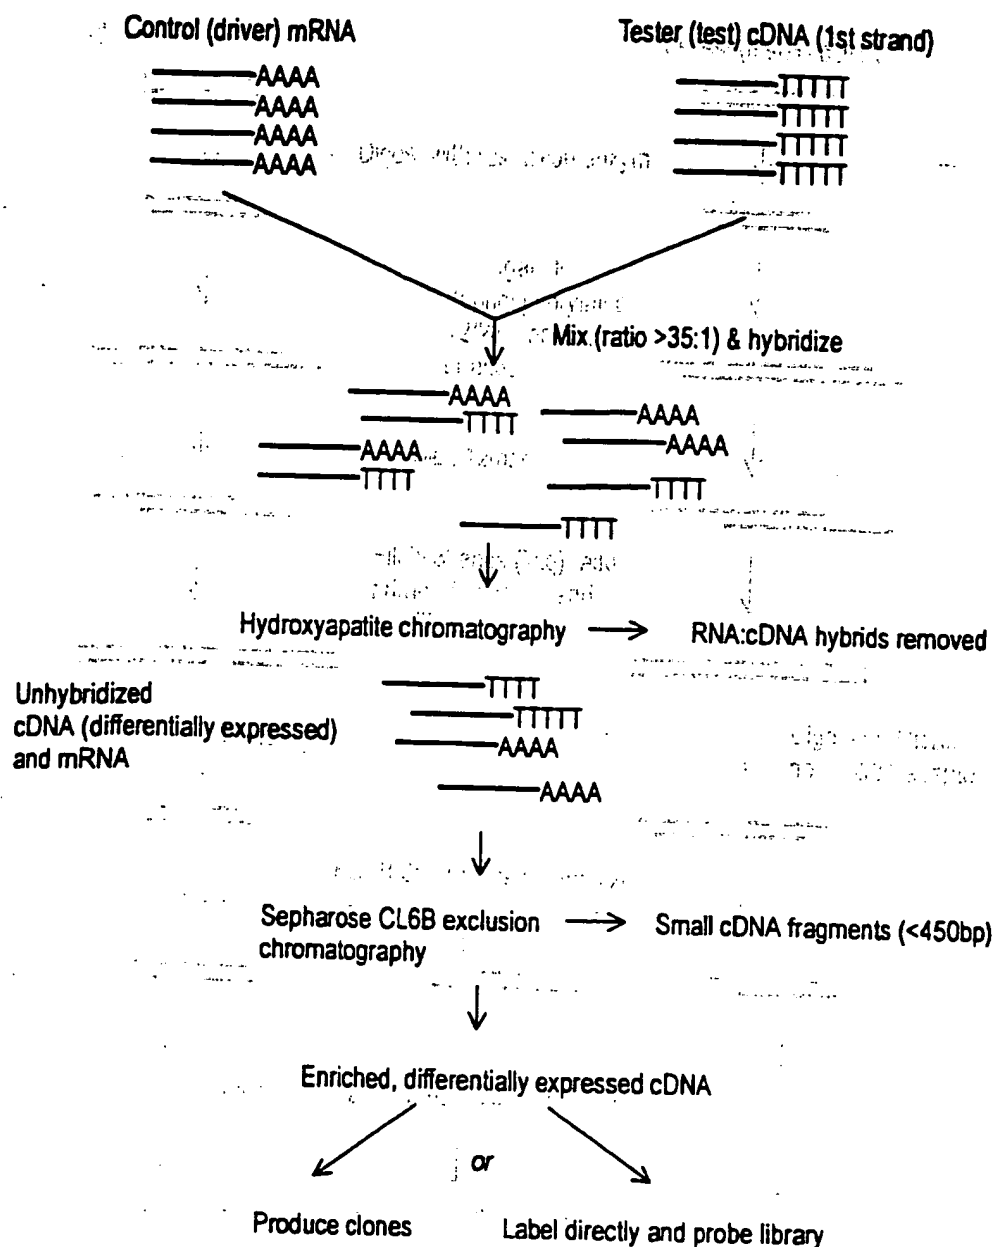 Control (driver) mRNA
Tester (test) cDNA (1st strand)
AAAA
AAAA
AAAA
AAAA
TTTTT
TTTTT
TTTTT
TTTTT
Mix.(ratio >35:1) & hybridize
AAAA
TTTT
AAAA
TTTT
AAAA
AAAA
TTTT
TTTT
Hydroxyapatite chromatography
RNA:cDNA hybrids removed
Unhybridized
cDNA (differentially expressed)
and mRNA
TTTT
TTTTT
AAAA
AAAA
Sepharose CL6B exclusion
chromatography
Small cDNA fragments (<450bp)
Enriched, differentially expressed cDNA
or
Produce clones
Label directly and probe library